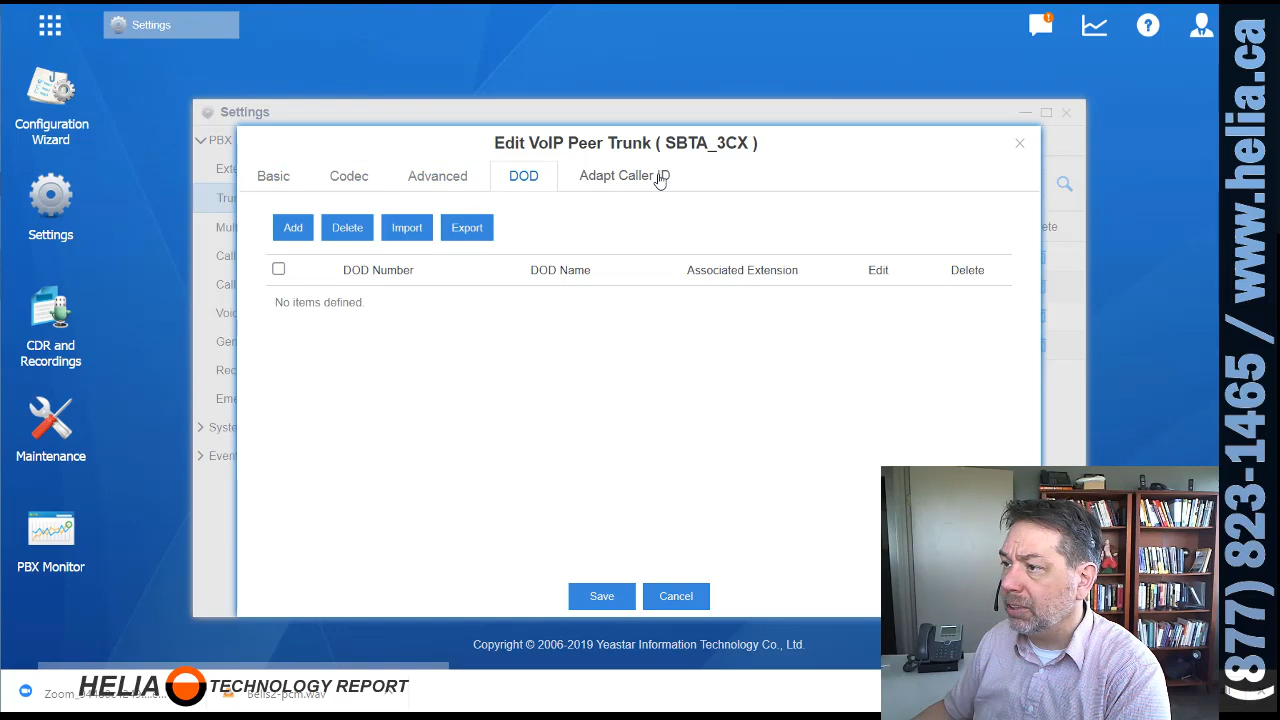 Settings
Configuration
Wizard
Settings
CDR and
Recordings
Maintenance
PBX Monitor
Settings
PBX
Edit VoIP Peer Trunk ( SBTA_3CX )
Basic
Codec
Advanced
DOD
Adapt Caller ID
Add
Delete
Import
Export
DOD Number
DOD Name
Associated Extension
Edit
Delete
No items defined.
Save
Cancel
Copyright © 2006-2019 Yeastar Information Technology Co., Ltd.
HELIA TECHNOLOGY REPORT
(877) 823-1465 / www.helia.ca